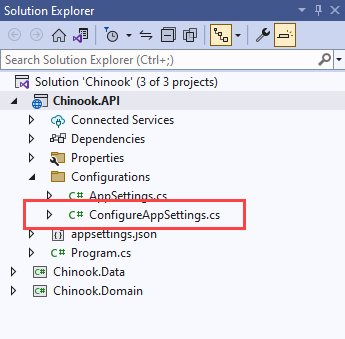 Solution Explorer
Search Solution Explorer (Ctrl+;)
Solution 'Chinook' (3 of 3 projects)
Chinook.API
Connected Services
Dependencies
Properties
Configurations
C# AppSettings.cs
C# ConfigureAppSettings.cs
appsettings.json
C# Program.cs
C# Chinook.Data
C# Chinook.Domain